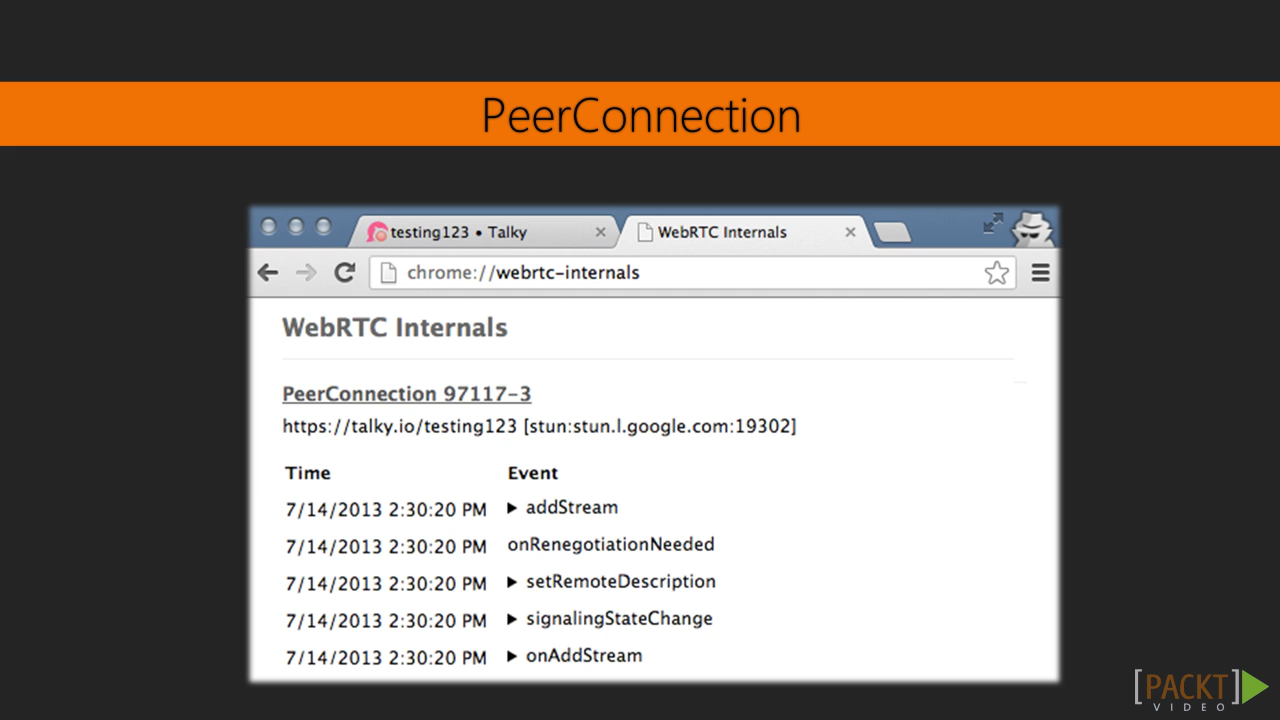 PeerConnection
testing123 • Talky
WebRTC Internals
chrome://webrtc-internals
WebRTC Internals
PeerConnection 97117-3
https://talky.io/testing123 [stun:stun.l.google.com:19302]
Time Event
7/14/2013 2:30:20 PM ▶ addStream
7/14/2013 2:30:20 PM onRenegotiationNeeded
7/14/2013 2:30:20 PM ▶ setRemoteDescription
7/14/2013 2:30:20 PM ▶ signalingStateChange
7/14/2013 2:30:20 PM ▶ onAddStream
[PACKT]
VIDEO